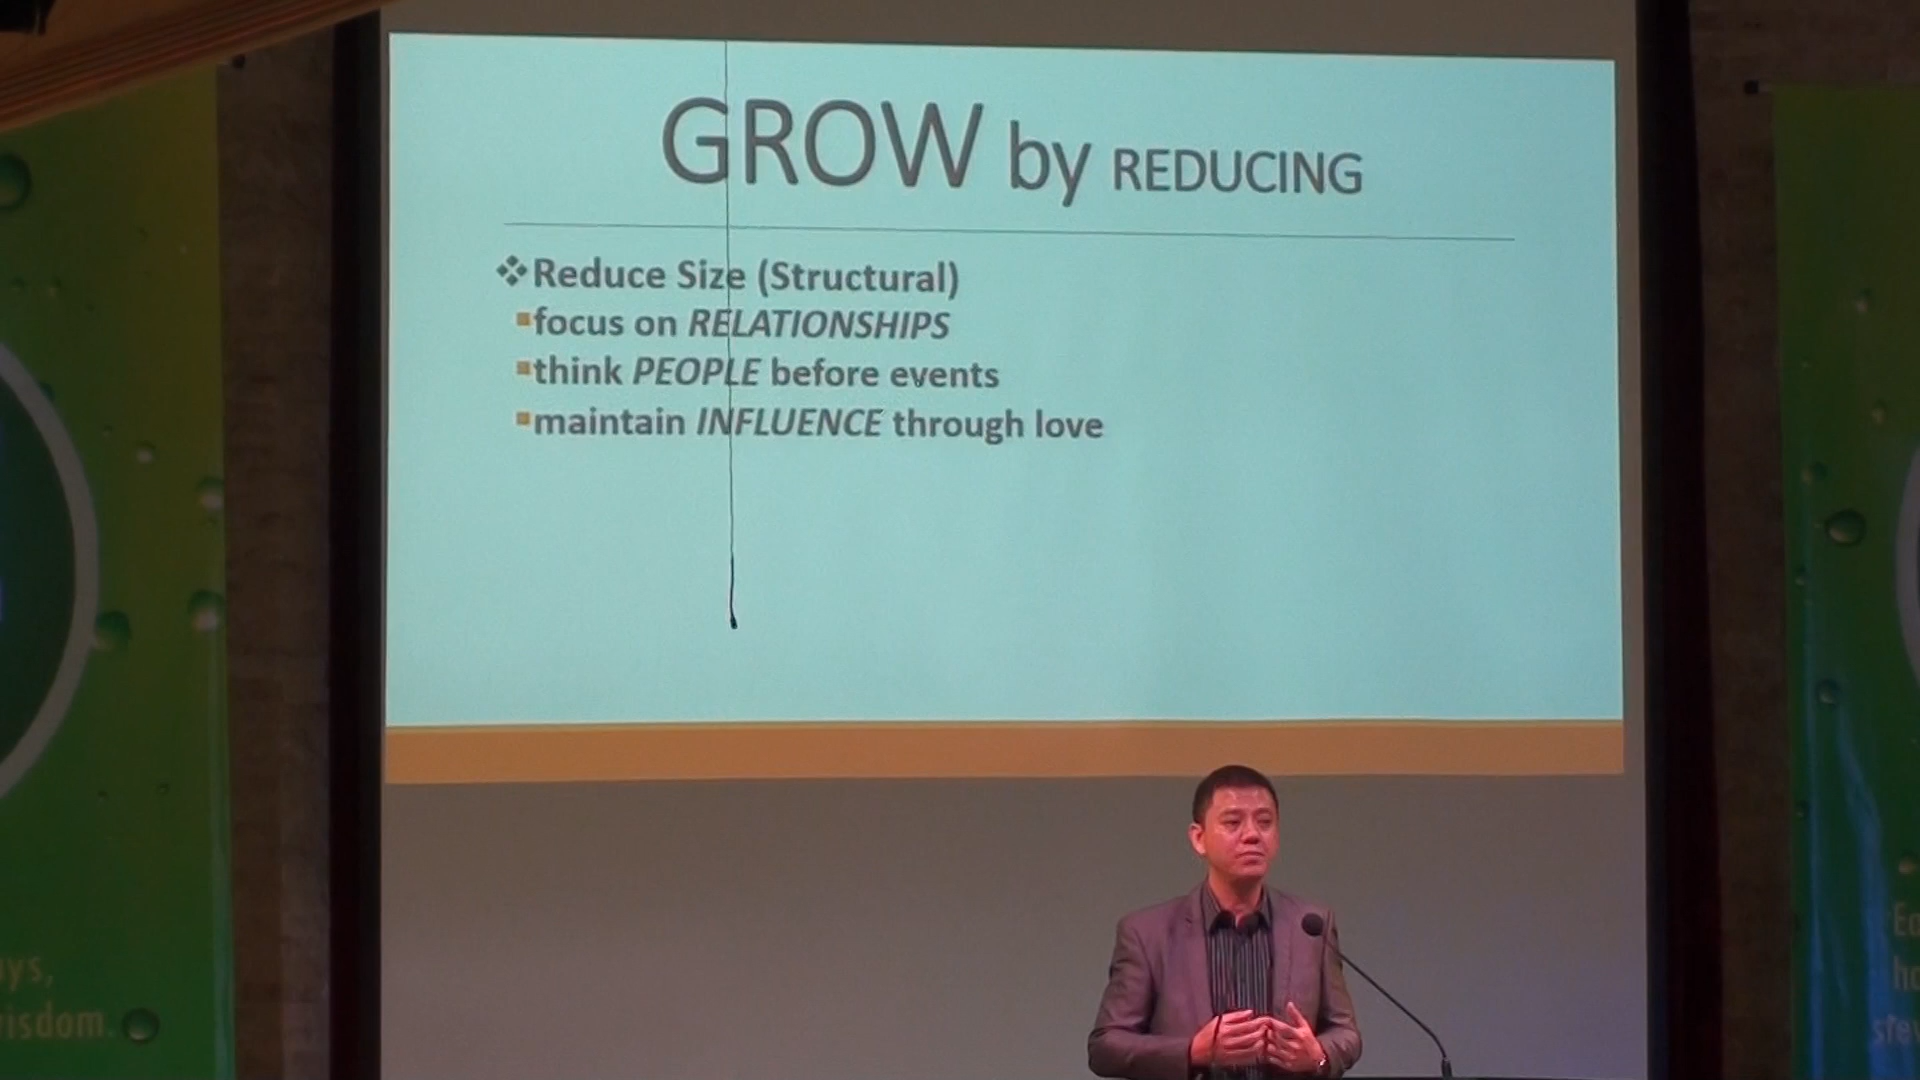 GROW by REDUCING
Reduce Size (Structural)
focus on RELATIONSHIPS
think PEOPLE before events
maintain INFLUENCE through love